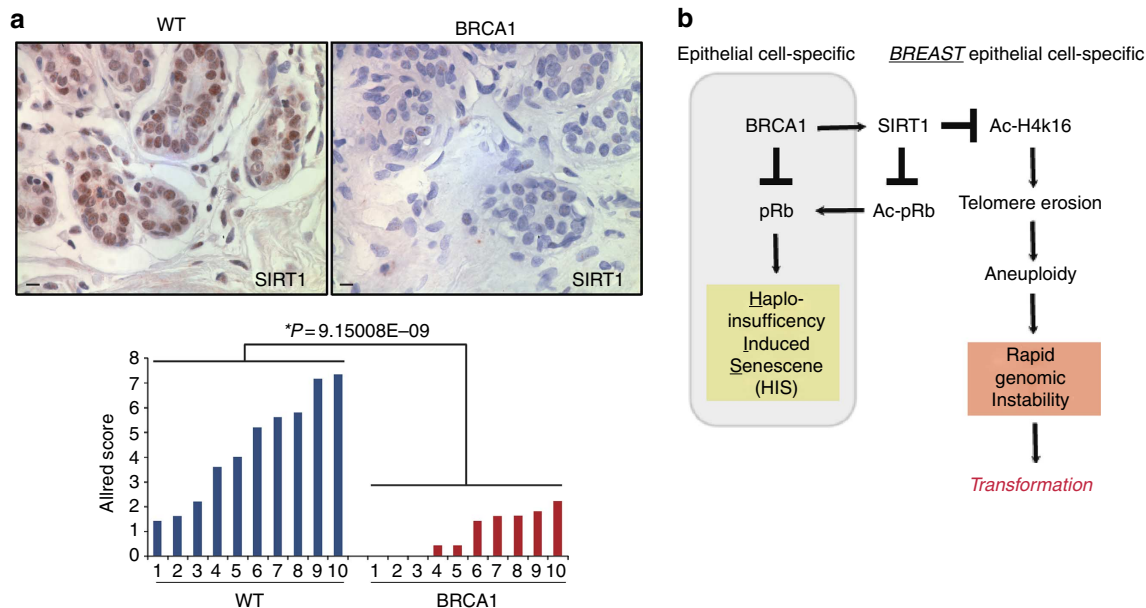 a
WT
BRCA1
SIRT1
SIRT1
*P = 9.15008E–09
Allred score
8
7
6
5
4
3
2
1
0
1 2 3 4 5 6 7 8 9 10
1 2 3 4 5 6 7 8 9 10
WT
BRCA1
b
Epithelial cell-specific
BREAST epithelial cell-specific
BRCA1
SIRT1
Ac-H4k16
pRb
Ac-pRb
Telomere erosion
Aneuploidy
Haplo-
insufficency
Induced
Senescene
(HIS)
Rapid
genomic
Instability
Transformation